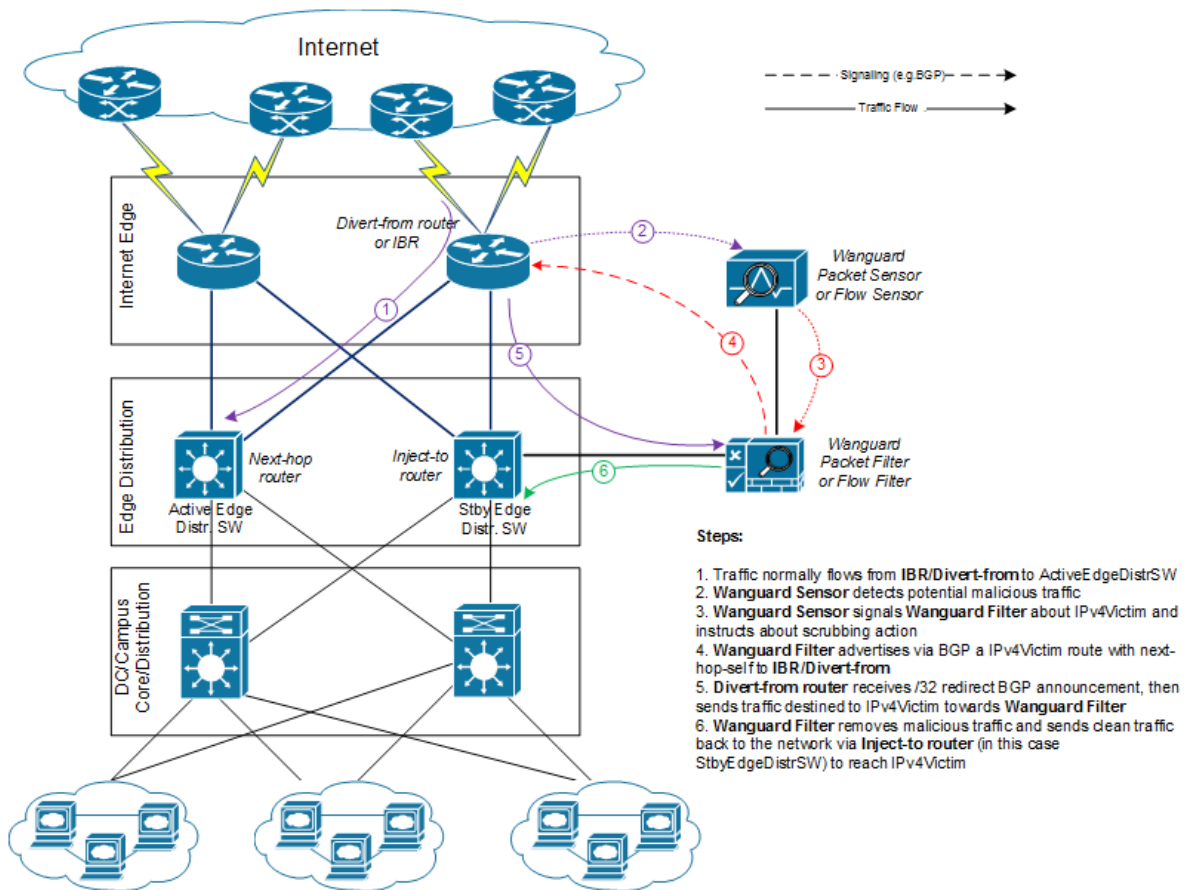 Internet
Signaling (e.g.BGP)
Traffic Flow
Internet Edge
Divert-from router
or IBR
2
Wanguard
Packet Sensor
or Flow Sensor
1
4
3
5
Edge Distribution
Next-hop
router
Inject-to
router
Wanguard
Packet Filter
or Flow Filter
6
Active Edge
Distr. SW
Stby Edge
Distr. SW
DC/Campus
Core/Distribution
Steps:
1. Traffic normally flows from IBR/Divert-from to ActiveEdgeDistrSW
2. Wanguard Sensor detects potential malicious traffic
3. Wanguard Sensor signals Wanguard Filter about IPv4Victim and
instructs about scrubbing action
4. Wanguard Filter advertises via BGP a IPv4Victim route with next-
hop-self to IBR/Divert-from
5. Divert-from router receives /32 redirect BGP announcement, then
sends traffic destined to IPv4Victim towards Wanguard Filter
6. Wanguard Filter removes malicious traffic and sends clean traffic
back to the network via Inject-to router (in this case
StbyEdgeDistrSW) to reach IPv4Victim